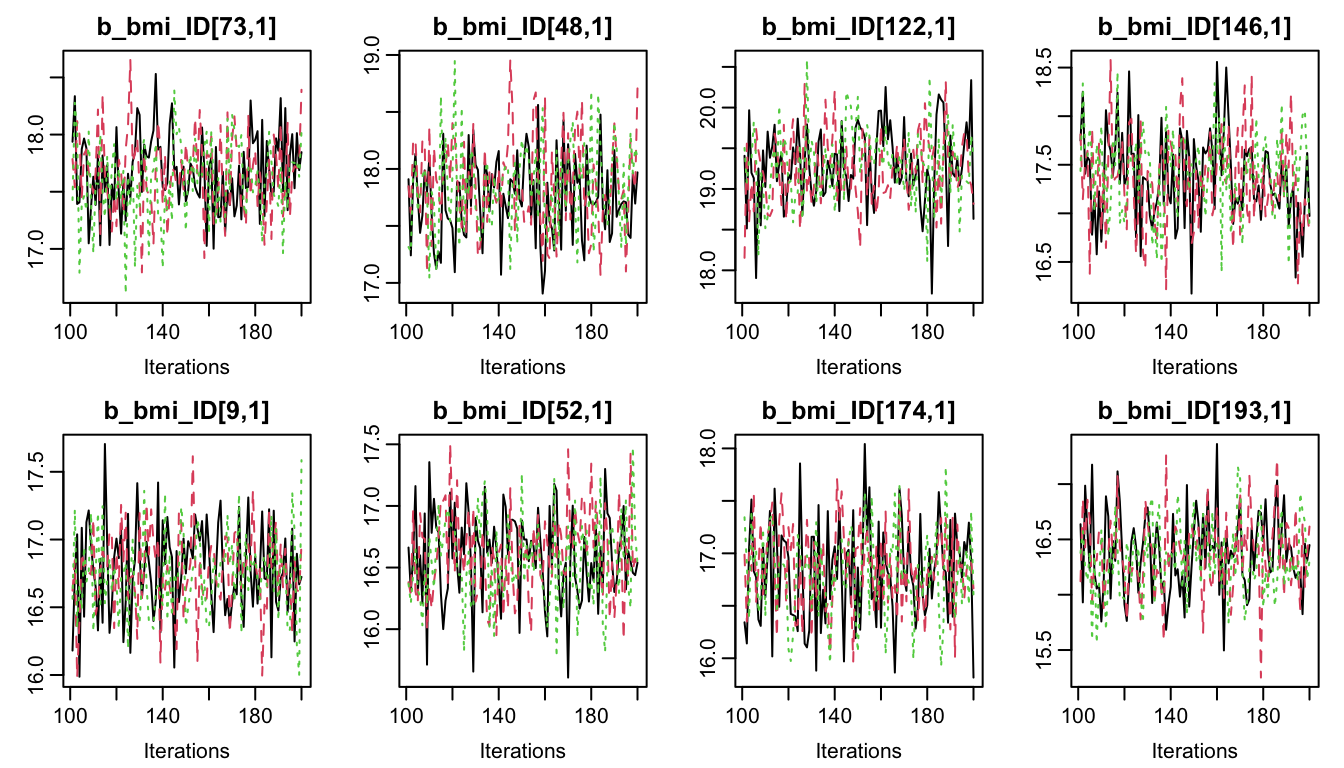 b_bmi_ID[73,1]
17.0 18.0
100 140 180
Iterations
b_bmi_ID[48,1]
17.0 18.0 19.0
100 140 180
Iterations
b_bmi_ID[122,1]
18.0 19.0 20.0
100 140 180
Iterations
b_bmi_ID[146,1]
16.5 17.5 18.5
100 140 180
Iterations
b_bmi_ID[9,1]
16.0 16.5 17.0 17.5
100 140 180
Iterations
b_bmi_ID[52,1]
16.0 16.5 17.0 17.5
100 140 180
Iterations
b_bmi_ID[174,1]
16.0 17.0 18.0
100 140 180
Iterations
b_bmi_ID[193,1]
15.5 16.5
100 140 180
Iterations